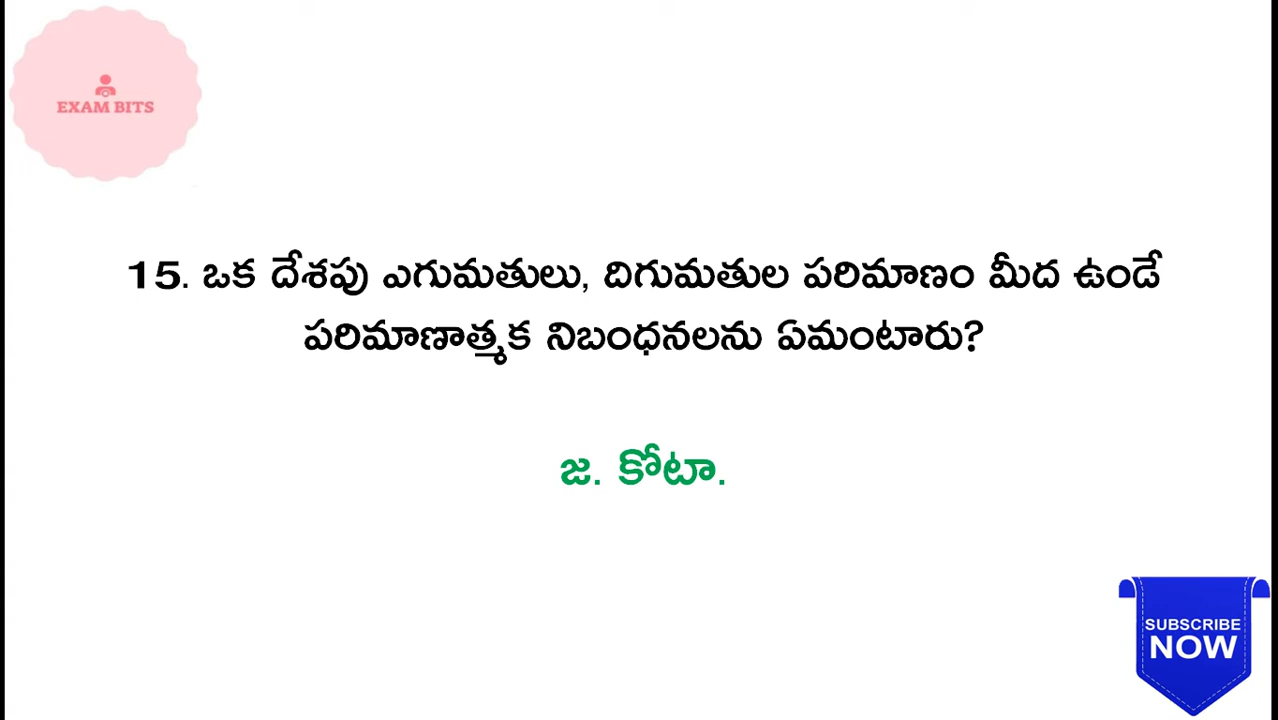 EXAM BITS
15. ఒక దేశపు ఎగుమతులు, దిగుమతుల పరిమాణం మీద ఉండే
పరిమాణాత్మక నిబంధనలను ఏమంటారు?
జ. కోటా.
SUBSCRIBE
NOW